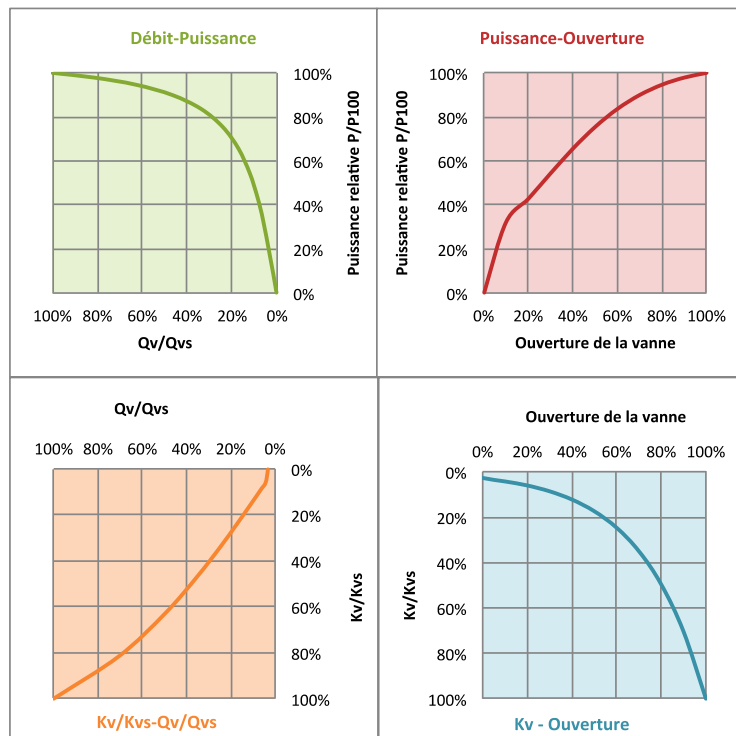 Débit-Puissance
100%
80%
60%
40%
20%
0%
Puissance relative P/P100
100% 80% 60% 40% 20% 0%
Qv/Qvs
Puissance-Ouverture
Puissance relative P/P100
100%
80%
60%
40%
20%
0%
0% 20% 40% 60% 80% 100%
Ouverture de la vanne
Qv/Qvs
100% 80% 60% 40% 20% 0%
0%
20%
40%
60%
80%
100%
Kv/Kvs
Kv/Kvs-Qv/Qvs
Ouverture de la vanne
0% 20% 40% 60% 80% 100%
Kv/Kvs
0%
20%
40%
60%
80%
100%
Kv - Ouverture